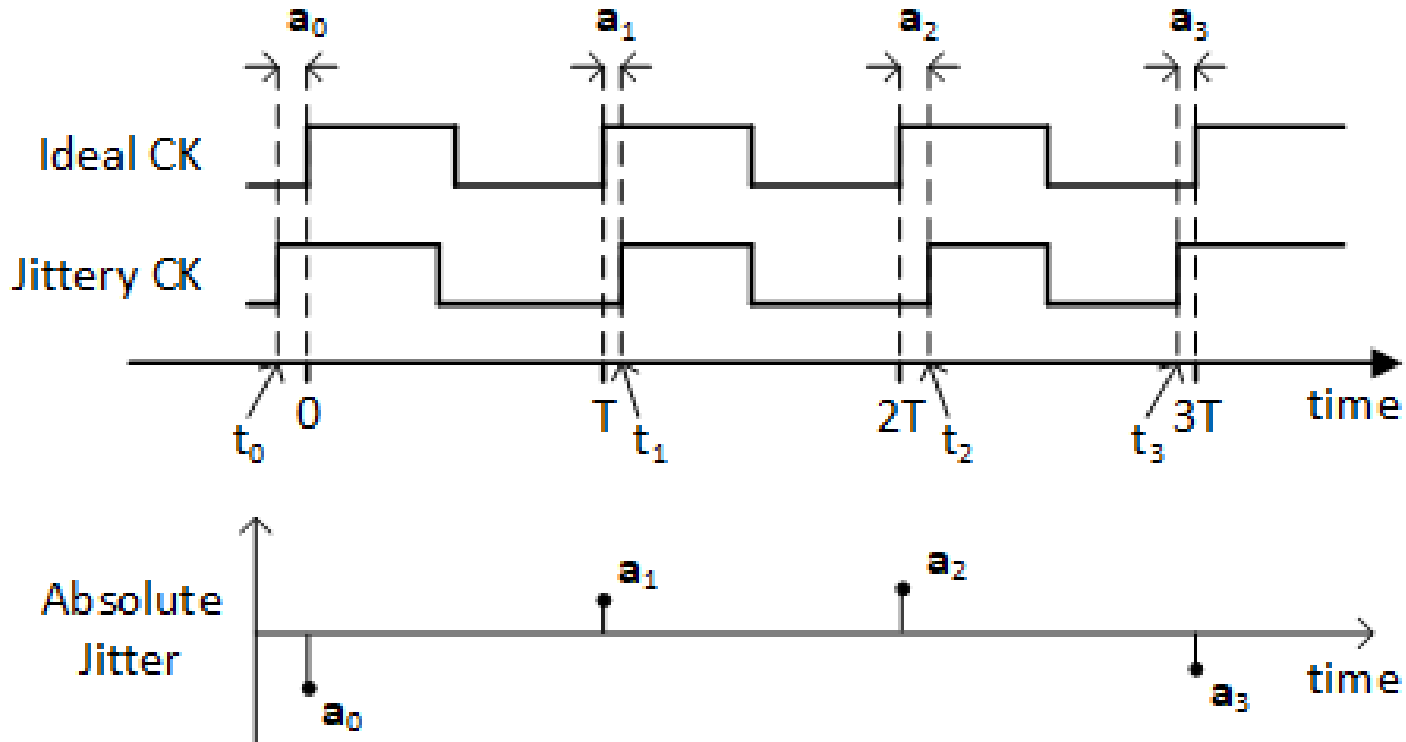 a₀ a₁ a₂ a₃
Ideal CK
Jittery CK
0 T 2T 3T time
t₀ t₁ t₂ t₃
a₁ a₂
Absolute
Jitter
time
a₀ a₃